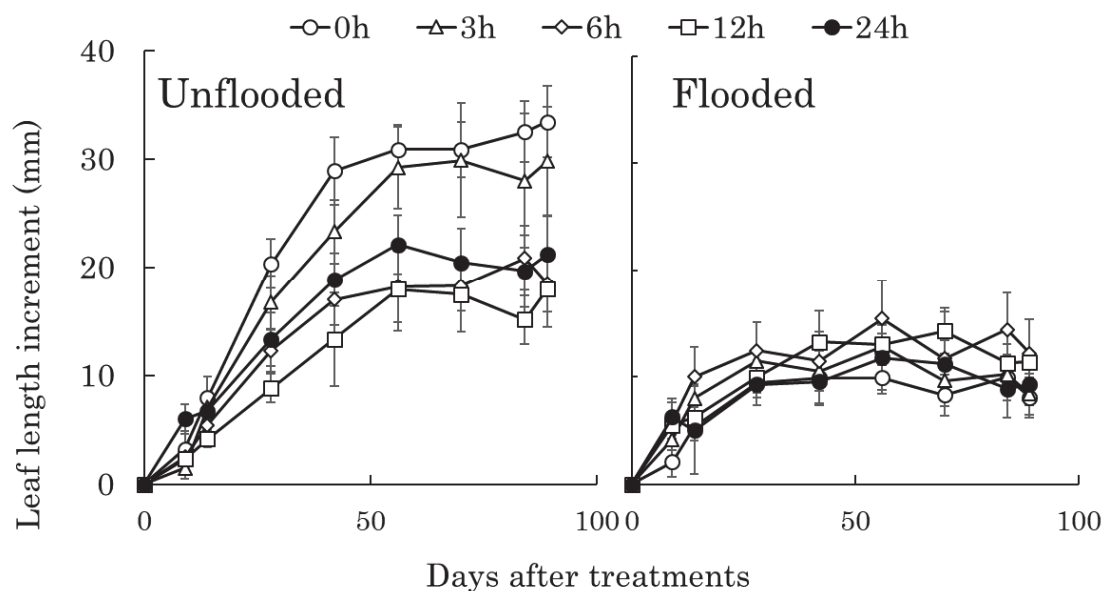 0h 3h 6h 12h 24h
Unflooded
Flooded
Leaf length increment (mm)
40
30
20
10
0
0 50 100
0 50 100
Days after treatments